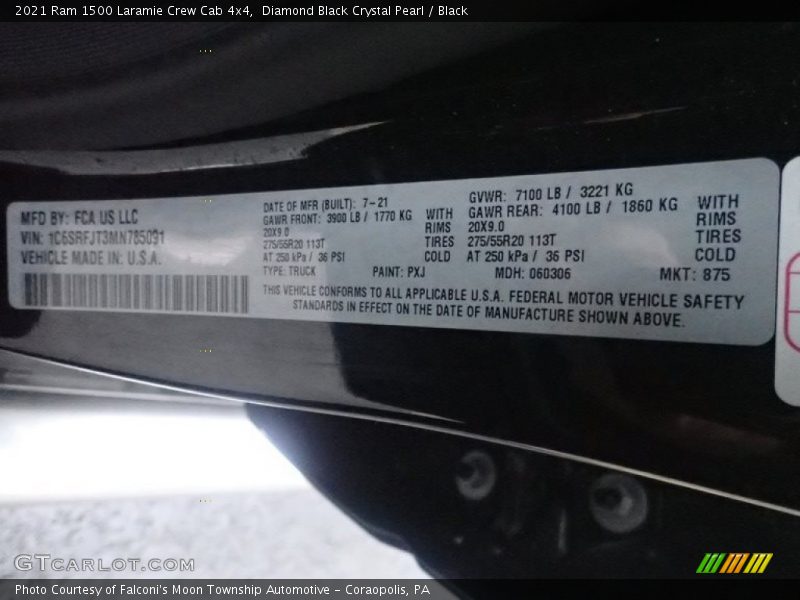 2021 Ram 1500 Laramie Crew Cab 4x4,  Diamond Black Crystal Pearl / Black
MFD BY: FCA US LLC
VIN: 1C6SRFJT3MN785091
VEHICLE MADE IN: U.S.A.
DATE OF MFR (BUILT): 7-21
GAWR FRONT: 3900 LB / 1770 KG
20X9.0
275/55R20 113T
AT 250 kPa / 36 PSI
TYPE: TRUCK
PAINT: PXJ
WITH
RIMS
TIRES
COLD
GVWR: 7100 LB / 3221 KG
GAWR REAR: 4100 LB / 1860 KG
20X9.0
275/55R20 113T
AT 250 kPa / 36 PSI
MDH: 060306
MKT: 875
WITH
RIMS
TIRES
COLD
THIS VEHICLE CONFORMS TO ALL APPLICABLE U.S.A. FEDERAL MOTOR VEHICLE SAFETY
STANDARDS IN EFFECT ON THE DATE OF MANUFACTURE SHOWN ABOVE.
GTCARLOT.COM
Photo Courtesy of Falconi's Moon Township Automotive - Coraopolis, PA